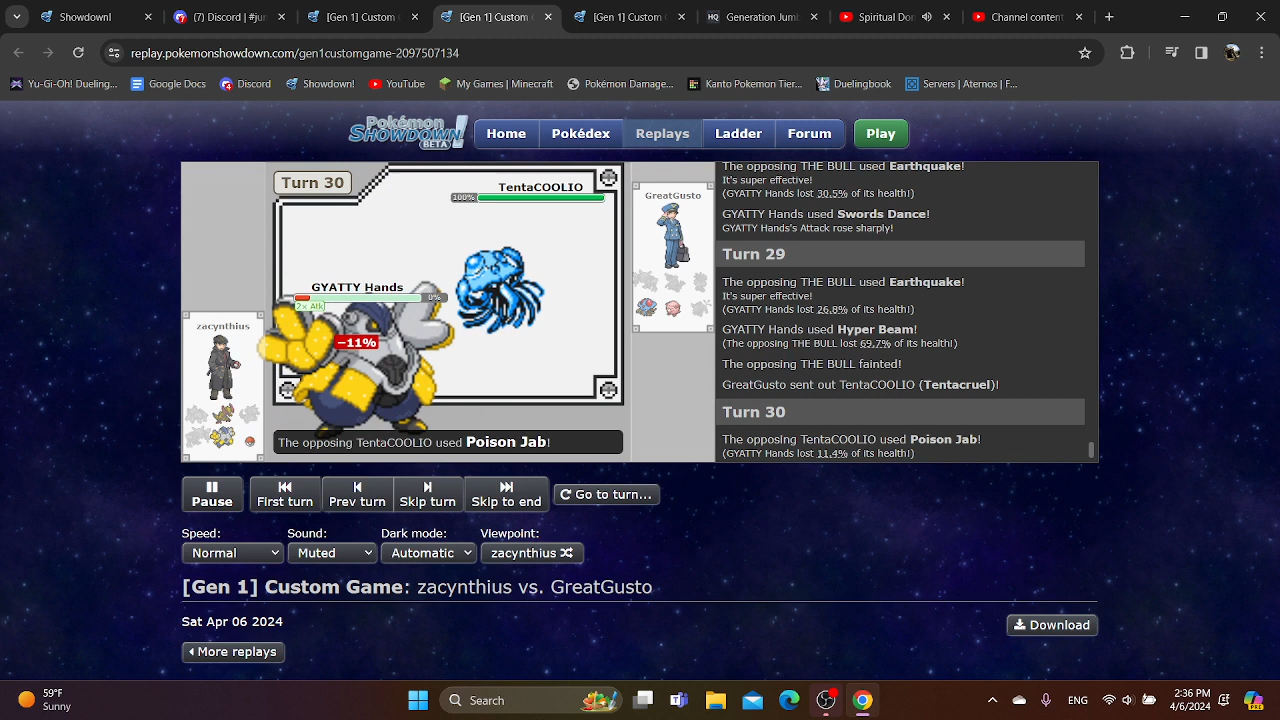 Showdown!
(7) Discord | #jun
[Gen 1] Custom
[Gen 1] Custom
[Gen 1] Custom
Generation Jumb
Spiritual Dom
Channel content
replay.pokemonshowdown.com/gen1customgame-2097507134
Yu-Gi-Oh! Dueling...
Google Docs
Discord
Showdown!
YouTube
My Games | Minecraft
Pokémon Damage...
Kanto Pokemon Tier...
Duelingbook
Servers | Aternos | F...
Pokémon SHOWDOWN! BETA
Home
Pokédex
Replays
Ladder
Forum
Play
Turn 30
TentaCOOLIO
100%
GYATTY Hands
0%
2× Atk
−11%
zacynthius
GreatGusto
The opposing TentaCOOLIO used Poison Jab!
The opposing THE BULL used Earthquake!
It's super effective!
(GYATTY Hands lost 30.5% of its health!)
GYATTY Hands used Swords Dance!
GYATTY Hands's Attack rose sharply!
Turn 29
The opposing THE BULL used Earthquake!
It's super effective!
(GYATTY Hands lost 26.8% of its health!)
GYATTY Hands used Hyper Beam!
(The opposing THE BULL lost 69.7% of its health!)
The opposing THE BULL fainted!
GreatGusto sent out TentaCOOLIO (Tentacruel)!
Turn 30
The opposing TentaCOOLIO used Poison Jab!
(GYATTY Hands lost 11.4% of its health!)
Pause
First turn
Prev turn
Skip turn
Skip to end
Go to turn...
Speed:
Sound:
Dark mode:
Viewpoint:
Normal
Muted
Automatic
zacynthius
[Gen 1] Custom Game: zacynthius vs. GreatGusto
Sat Apr 06 2024
Download
More replays
59°F
Sunny
Search
ENG
2:36 PM
4/6/2024
PRE